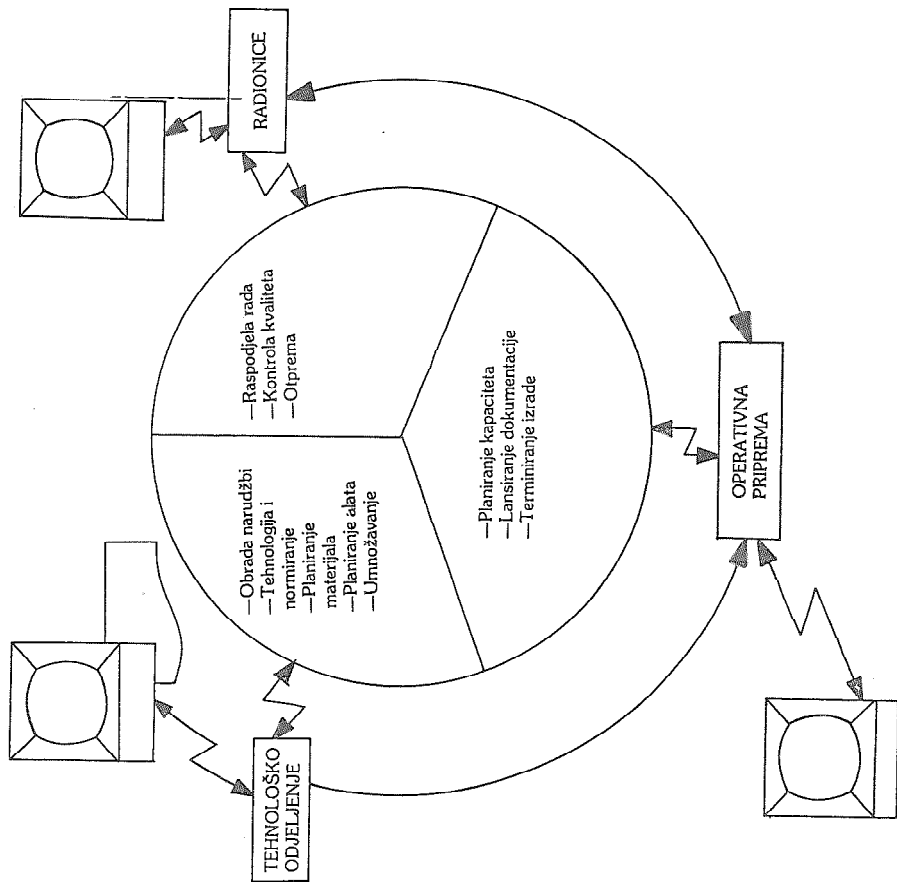 TEHNOLOŠKO
ODJELJENJE
—Obrada narudžbi
—Tehnologija i
normiranje
—Planiranje
materijala
—Planiranje alata
—Umnožavanje
—Raspodjela rada
—Kontrola kvaliteta
—Otprema
RADIONICE
—Planiranje kapaciteta
—Lansiranje dokumentacije
—Terminiranje izrade
OPERATIVNA
PRIPREMA